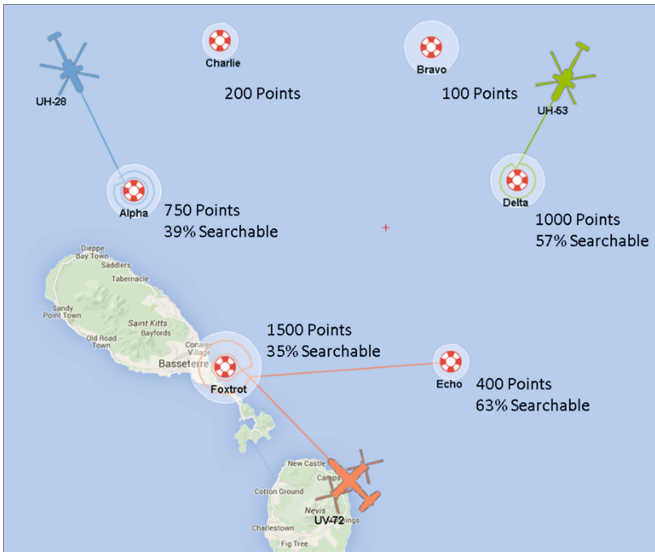 Charlie
Bravo
UH-28
200 Points
100 Points
UH-53
Alpha
750 Points
39% Searchable
Delta
1000 Points
57% Searchable
Dieppe
Bay Town
Saddlers
Tabernacle
Sandy
Point Town
Saint Kitts
Bayfords
Old Road
Town
Village
Basseterre
1500 Points
35% Searchable
Foxtrot
Echo
400 Points
63% Searchable
New Castle
Cotton Ground
Nevis
UV-72
Charlestown
Fig Tree